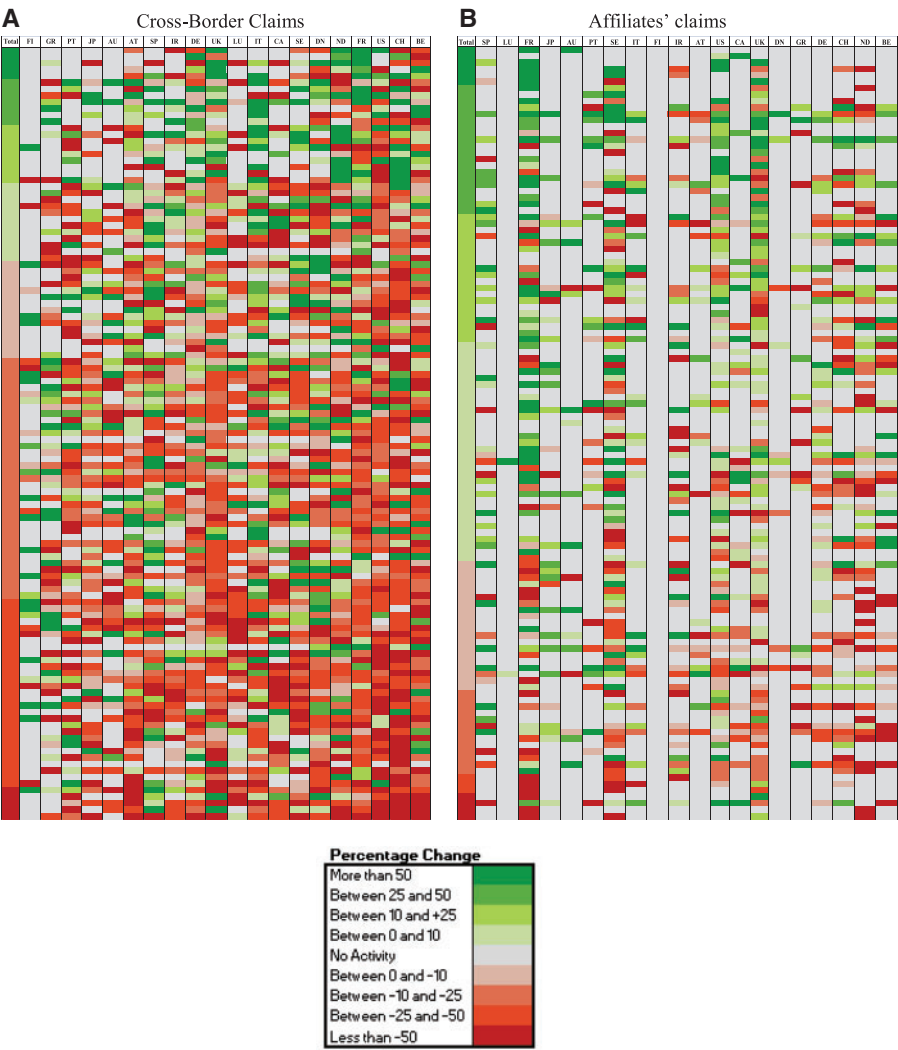 A Cross-Border Claims
Total FI GR PT JP AU AT SP IR DE UK LU IT CA SE DN ND FR US CH BE
B Affiliates' claims
Total SP LU FR JP AU PT SE IT FI IR AT US CA UK DN GR DE CH ND BE
Percentage Change
More than 50
Between 25 and 50
Between 10 and +25
Between 0 and 10
No Activity
Between 0 and -10
Between -10 and -25
Between -25 and -50
Less than -50